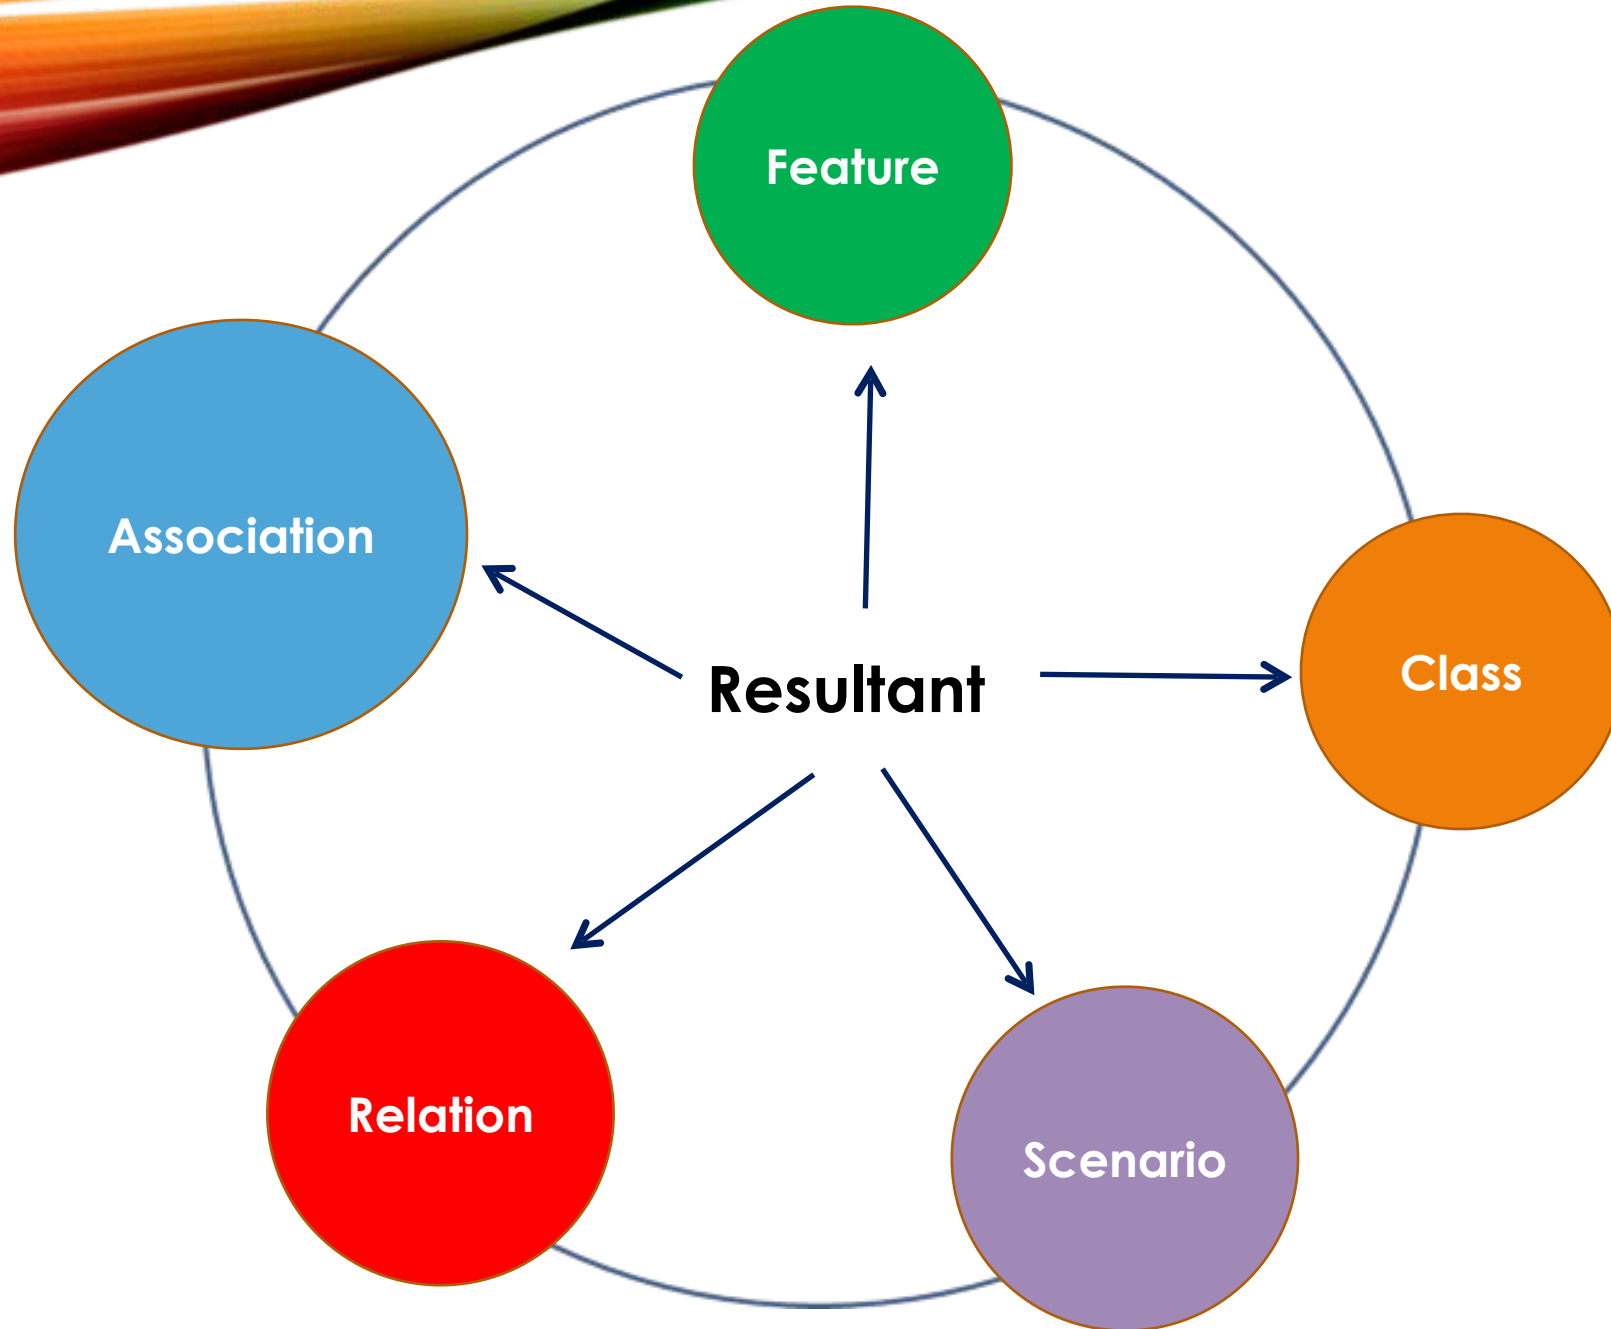 Feature
Association
Class
Resultant
Relation
Scenario